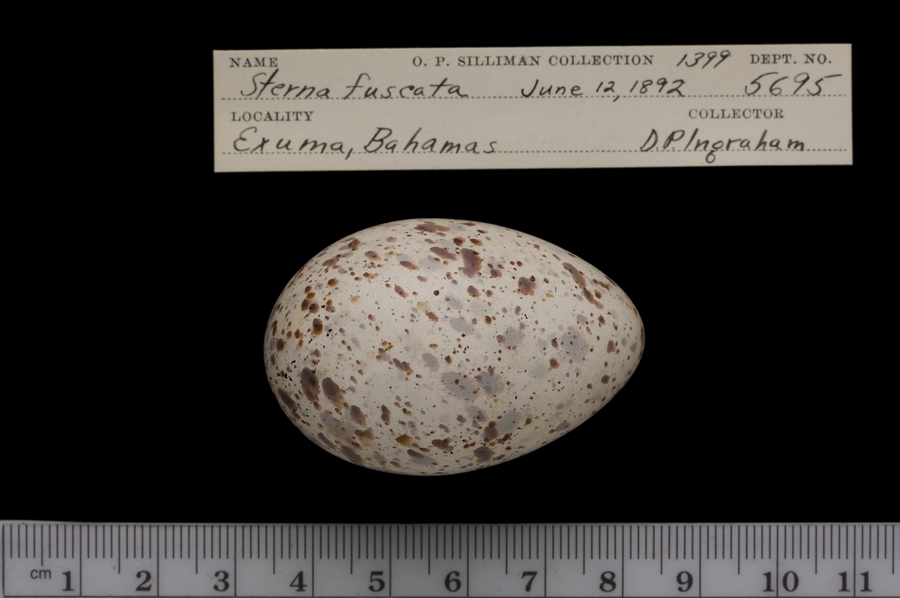 NAME O. P. SILLIMAN COLLECTION 1399 DEPT. NO.
Sterna fuscata June 12, 1892 5695
LOCALITY COLLECTOR
Exuma, Bahamas D.P. Ingraham
cm 1 2 3 4 5 6 7 8 9 10 11